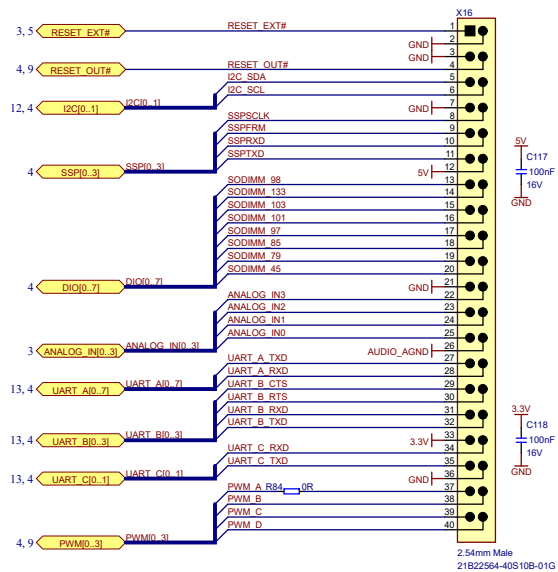 X16
3, 5 RESET_EXT# RESET_EXT# 1
GND 2
GND 3
4, 9 RESET_OUT# RESET_OUT# 4
I2C_SDA 5
12, 4 I2C[0..1] I2C[0..1] I2C_SCL 6
GND 7
SSPSCLK 8
SSPFRM 9
SSPRXD 10
4 SSP[0..3] SSP[0..3] SSPTXD 11
5V 12
SODIMM_98 13
SODIMM_133 14
SODIMM_103 15
SODIMM_101 16
SODIMM_97 17
SODIMM_85 18
SODIMM_79 19
4 DIO[0..7] DIO[0..7] SODIMM_45 20
GND 21
ANALOG_IN3 22
ANALOG_IN2 23
ANALOG_IN1 24
3 ANALOG_IN[0..3] ANALOG_IN[0..3] ANALOG_IN0 25
AUDIO_AGND 26
UART_A_TXD 27
13, 4 UART_A[0..7] UART_A[0..7] UART_A_RXD 28
UART_B_CTS 29
UART_B_RTS 30
UART_B_RXD 31
13, 4 UART_B[0..3] UART_B[0..3] UART_B_TXD 32
3.3V 33
UART_C_RXD 34
13, 4 UART_C[0..1] UART_C[0..1] UART_C_TXD 35
GND 36
PWM_A R84 0R 37
PWM_B 38
PWM_C 39
4, 9 PWM[0..3] PWM[0..3] PWM_D 40
5V
C117
100nF
16V
GND
3.3V
C118
100nF
16V
GND
2.54mm Male
21B22564-40S10B-01G